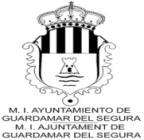 M. I. AYUNTAMIENTO DE
GUARDAMAR DEL SEGURA
M. I. AJUNTAMENT DE
GUARDAMAR DEL SEGURA